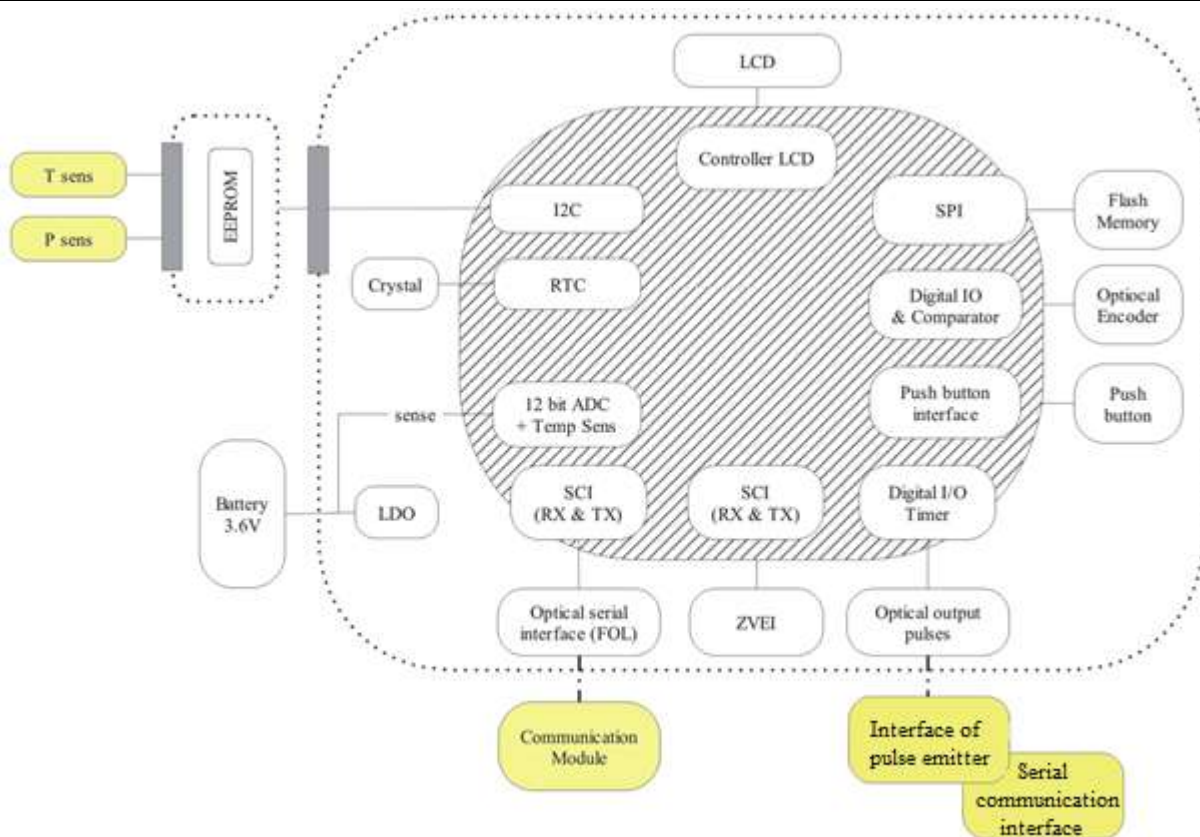 LCD
Controller LCD
T sens
P sens
EEPROM
I2C
SPI
Flash
Memory
Crystal
RTC
Digital IO
& Comparator
Optiocal
Encoder
sense
12 bit ADC
+ Temp Sens
Push button
interface
Push
button
Battery
3.6V
LDO
SCI
(RX & TX)
SCI
(RX & TX)
Digital I/O
Timer
Optical serial
interface (FOL)
ZVEI
Optical output
pulses
Communication
Module
Interface of
pulse emitter
Serial
communication
interface